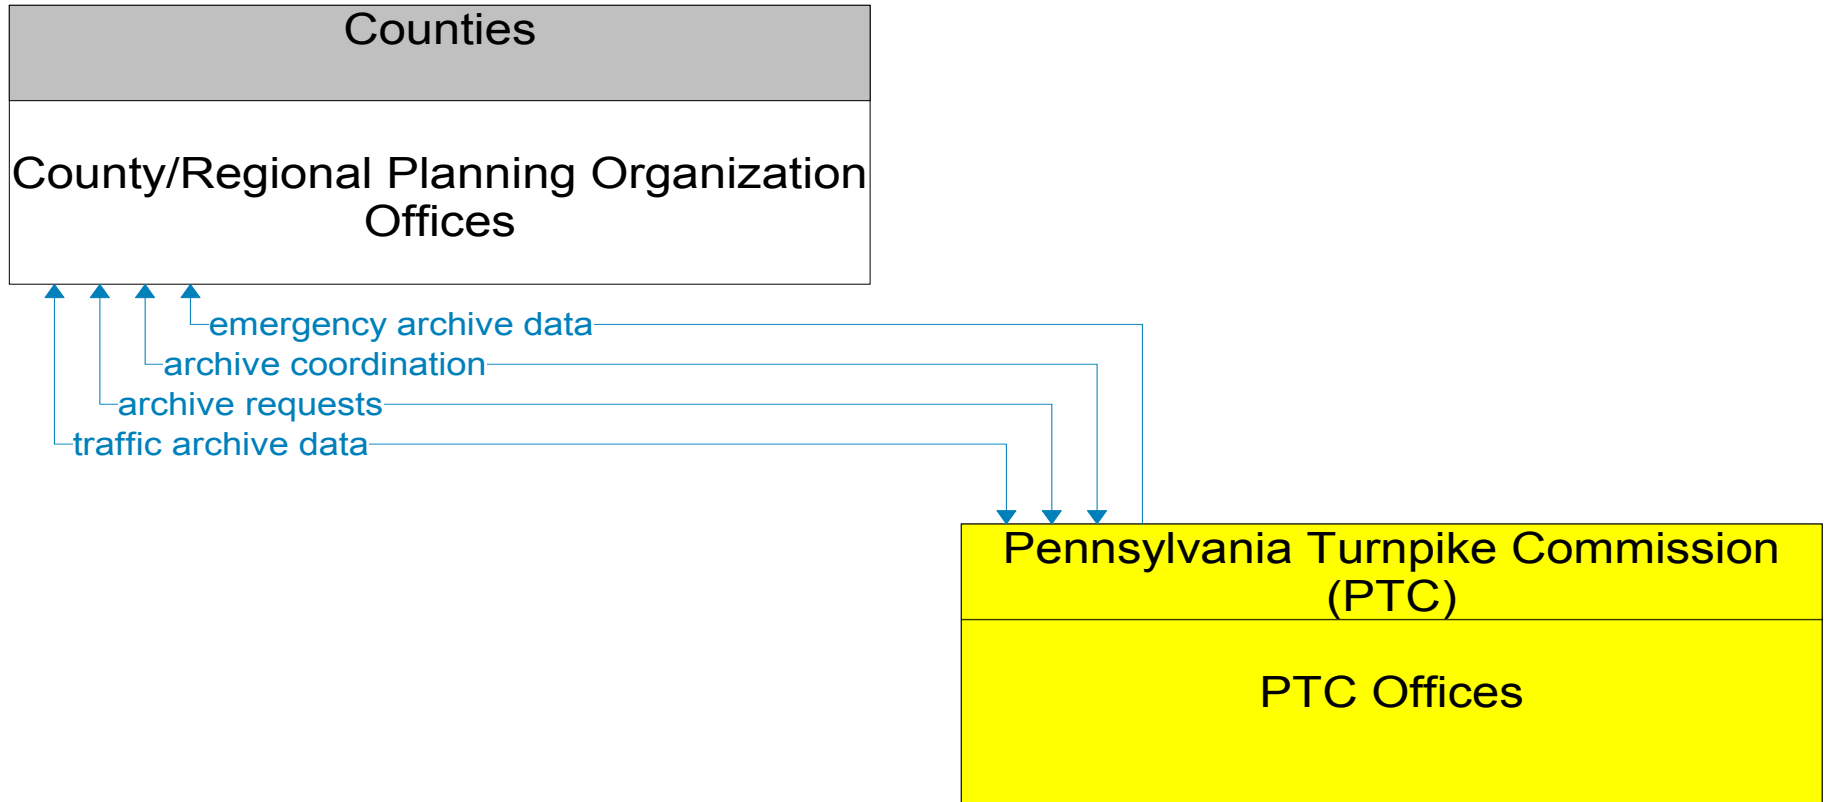 Counties
County/Regional Planning Organization
Offices
emergency archive data
archive coordination
archive requests
traffic archive data
Pennsylvania Turnpike Commission
(PTC)
PTC Offices